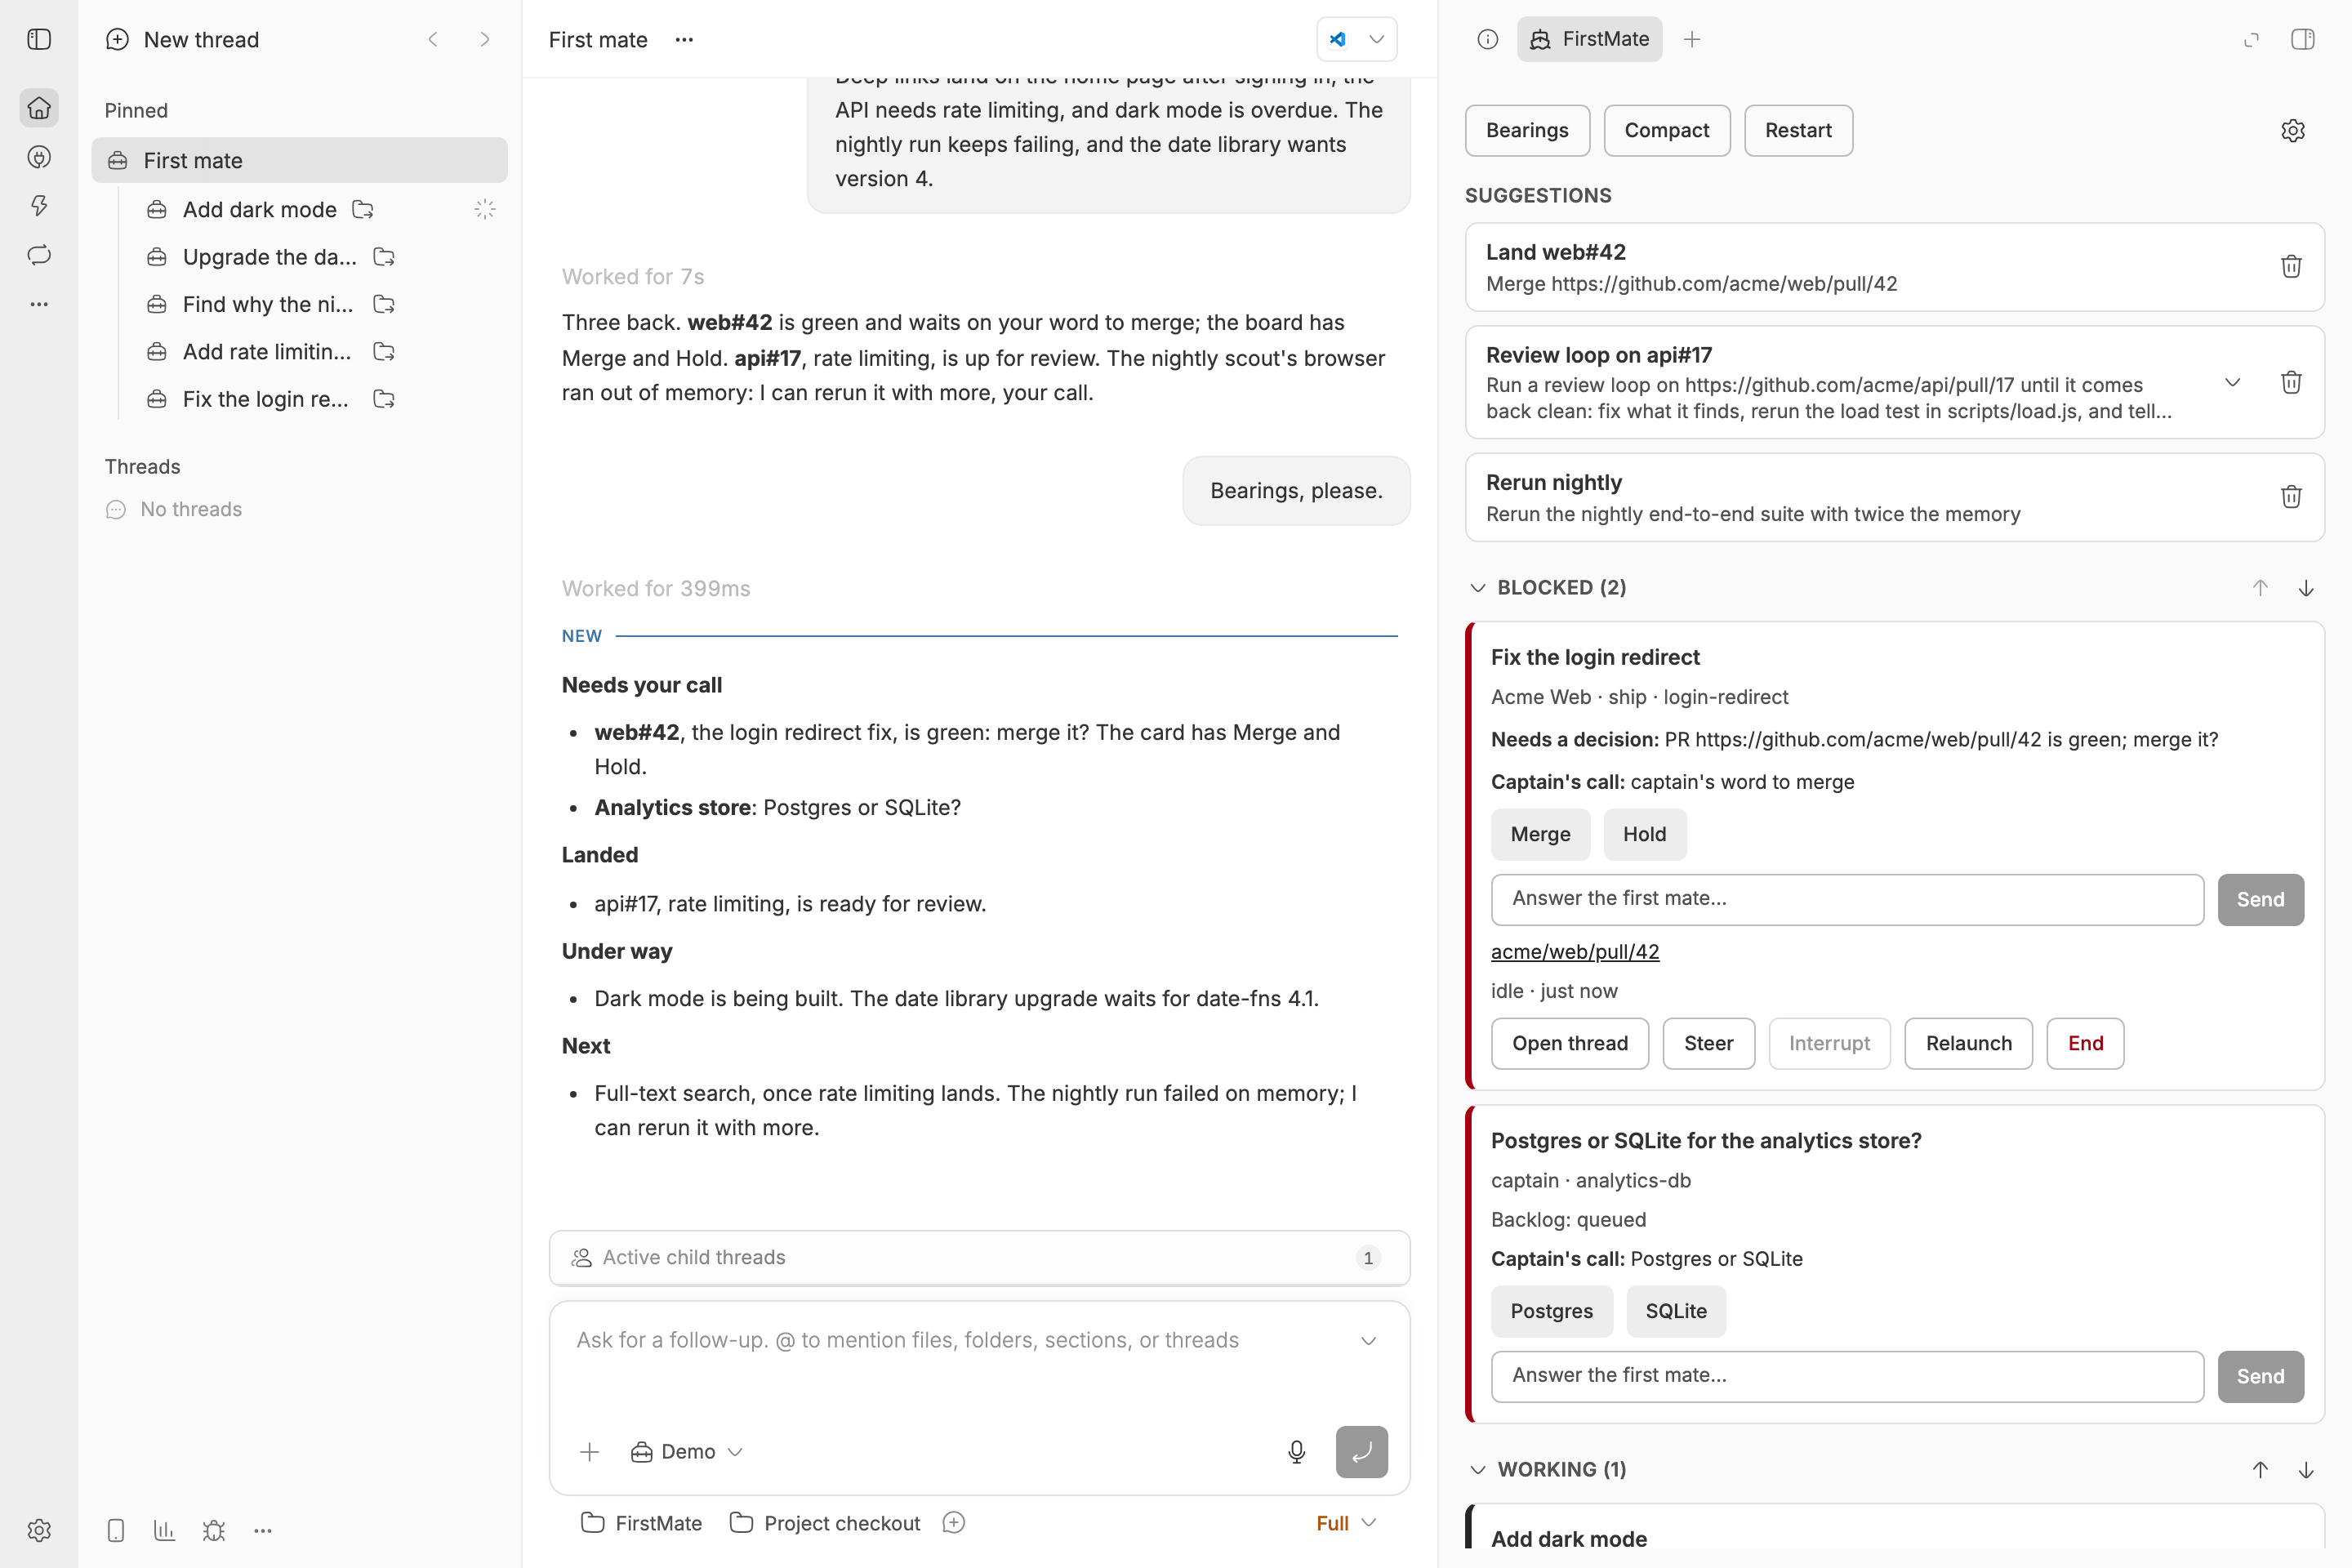 New thread
Pinned
First mate
Add dark mode
Upgrade the da...
Find why the ni...
Add rate limitin...
Fix the login re...
Threads
No threads
First mate
Deep links land on the home page after signing in, the
API needs rate limiting, and dark mode is overdue. The
nightly run keeps failing, and the date library wants
version 4.
Worked for 7s
Three back. web#42 is green and waits on your word to merge; the board has
Merge and Hold. api#17, rate limiting, is up for review. The nightly scout's browser
ran out of memory: I can rerun it with more, your call.
Bearings, please.
Worked for 399ms
NEW
Needs your call
• web#42, the login redirect fix, is green: merge it? The card has Merge and
Hold.
• Analytics store: Postgres or SQLite?
Landed
• api#17, rate limiting, is ready for review.
Under way
• Dark mode is being built. The date library upgrade waits for date-fns 4.1.
Next
• Full-text search, once rate limiting lands. The nightly run failed on memory; I
can rerun it with more.
Active child threads
1
Ask for a follow-up. @ to mention files, folders, sections, or threads
Demo
FirstMate
Project checkout
Full
FirstMate
Bearings
Compact
Restart
SUGGESTIONS
Land web#42
Merge https://github.com/acme/web/pull/42
Review loop on api#17
Run a review loop on https://github.com/acme/api/pull/17 until it comes
back clean: fix what it finds, rerun the load test in scripts/load.js, and tell...
Rerun nightly
Rerun the nightly end-to-end suite with twice the memory
BLOCKED (2)
Fix the login redirect
Acme Web · ship · login-redirect
Needs a decision: PR https://github.com/acme/web/pull/42 is green; merge it?
Captain's call: captain's word to merge
Merge
Hold
Answer the first mate...
Send
acme/web/pull/42
idle · just now
Open thread
Steer
Interrupt
Relaunch
End
Postgres or SQLite for the analytics store?
captain · analytics-db
Backlog: queued
Captain's call: Postgres or SQLite
Postgres
SQLite
Answer the first mate...
Send
WORKING (1)
Add dark mode